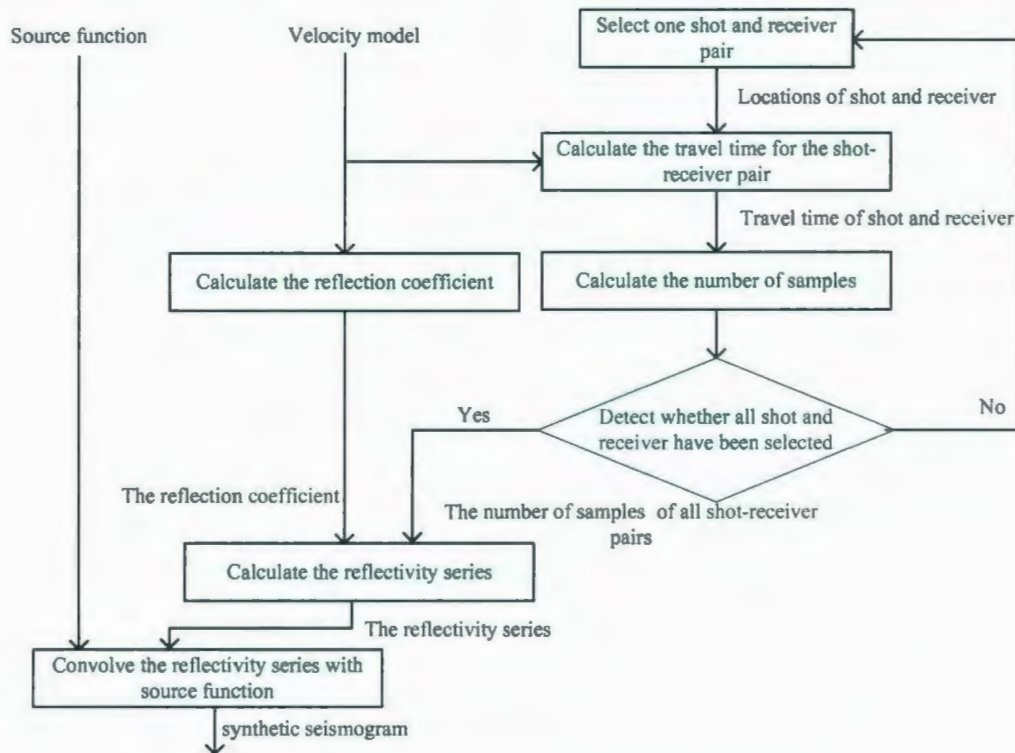 Source function
Velocity model
Select one shot and receiver
pair
Locations of shot and receiver
Calculate the travel time for the shot-
receiver pair
Travel time of shot and receiver
Calculate the reflection coefficient
Calculate the number of samples
Yes
Detect whether all shot and
receiver have been selected
No
The reflection coefficient
The number of samples of all shot-receiver
pairs
Calculate the reflectivity series
The reflectivity series
Convolve the reflectivity series with
source function
synthetic seismogram